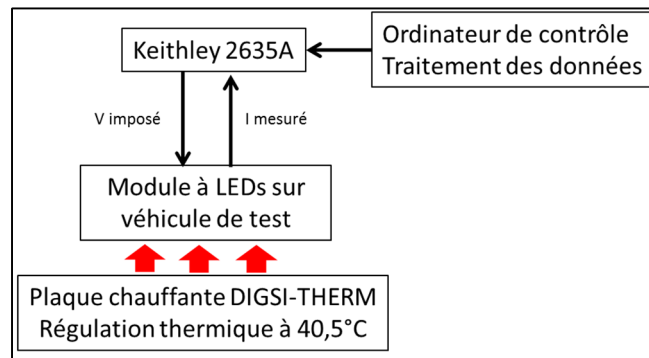 Keithley 2635A
Ordinateur de contrôle
Traitement des données
V imposé
I mesuré
Module à LEDs sur
véhicule de test
Plaque chauffante DIGSI-THERM
Régulation thermique à 40,5°C